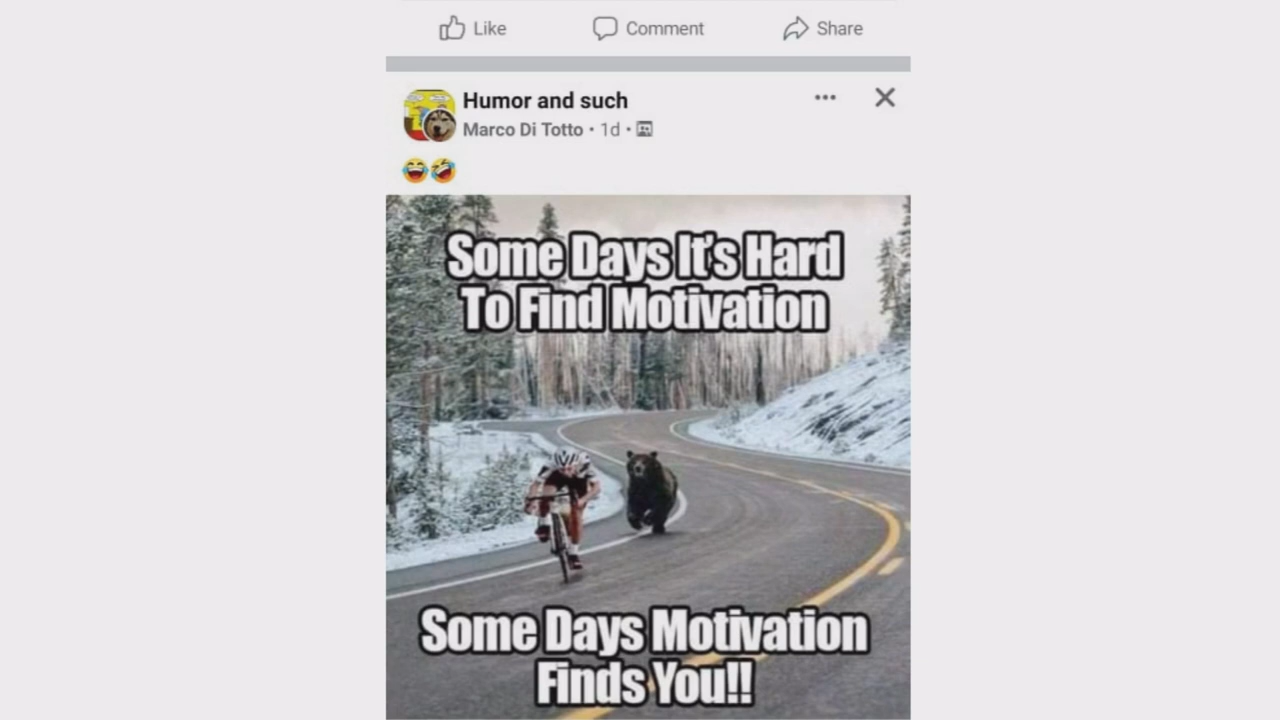 Like Comment Share
Humor and such
Marco Di Totto • 1d •
😂🤣
Some Days It's Hard
To Find Motivation
Some Days Motivation
Finds You!!